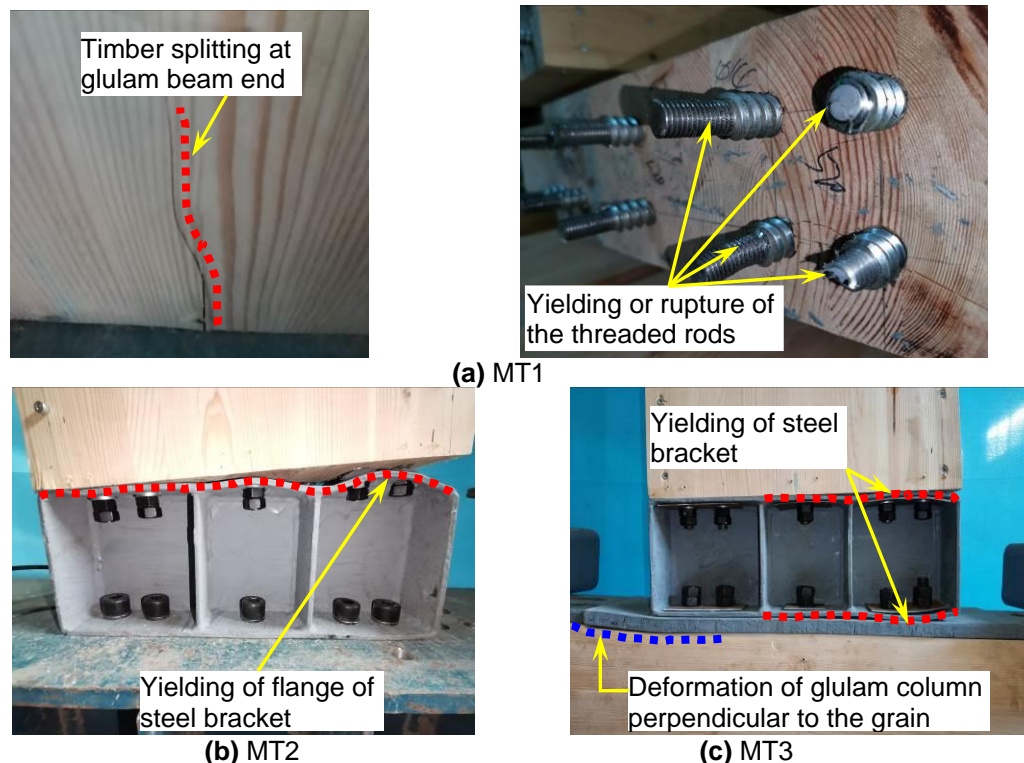 Timber splitting at
glulam beam end
Yielding or rupture of
the threaded rods
(a) MT1
Yielding of flange of
steel bracket
(b) MT2
Yielding of steel
bracket
Deformation of glulam column
perpendicular to the grain
(c) MT3